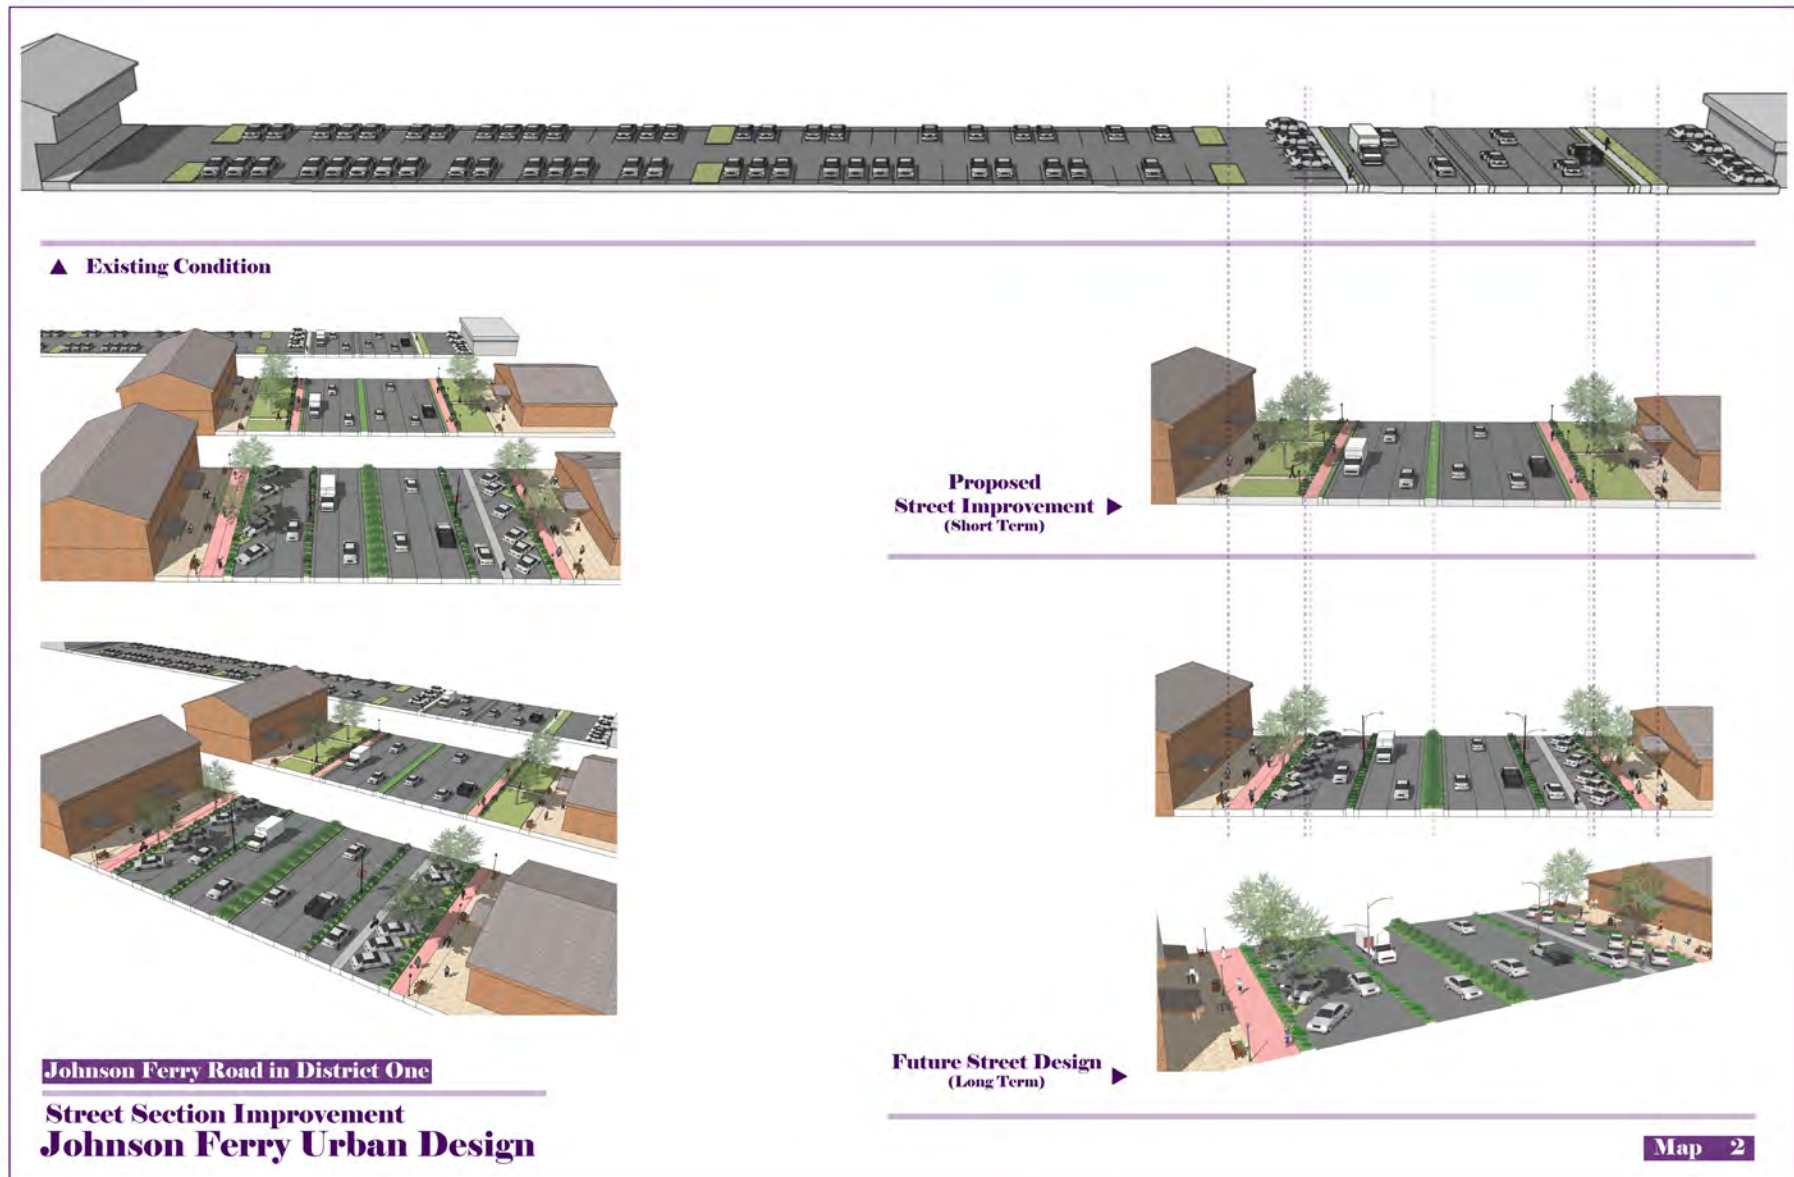 ▲ Existing Condition
Proposed
Street Improvement ▶
(Short Term)
Future Street Design ▶
(Long Term)
Johnson Ferry Road in District One
Street Section Improvement
Johnson Ferry Urban Design
Map 2